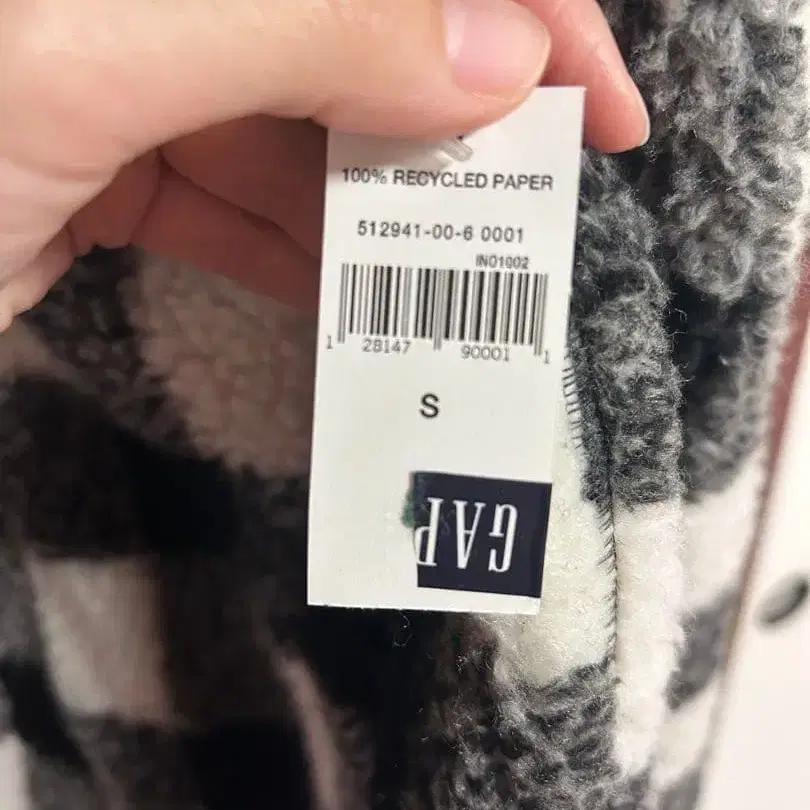 100% RECYCLED PAPER
512941-00-6 0001
IN01002
1 28147 90001 1
S
GAP